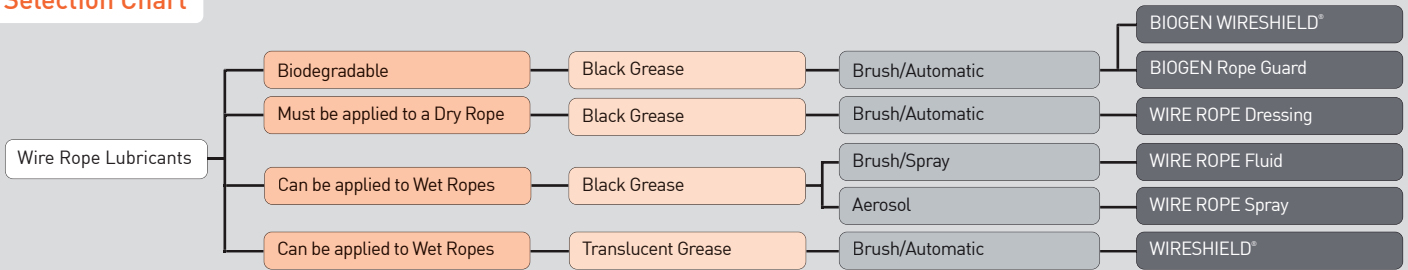 Selection Chart
BIOGEN WIRESHIELD®
Biodegradable
Black Grease
Brush/Automatic
BIOGEN Rope Guard
Must be applied to a Dry Rope
Black Grease
Brush/Automatic
WIRE ROPE Dressing
Wire Rope Lubricants
Can be applied to Wet Ropes
Black Grease
Brush/Spray
WIRE ROPE Fluid
Aerosol
WIRE ROPE Spray
Can be applied to Wet Ropes
Translucent Grease
Brush/Automatic
WIRESHIELD®